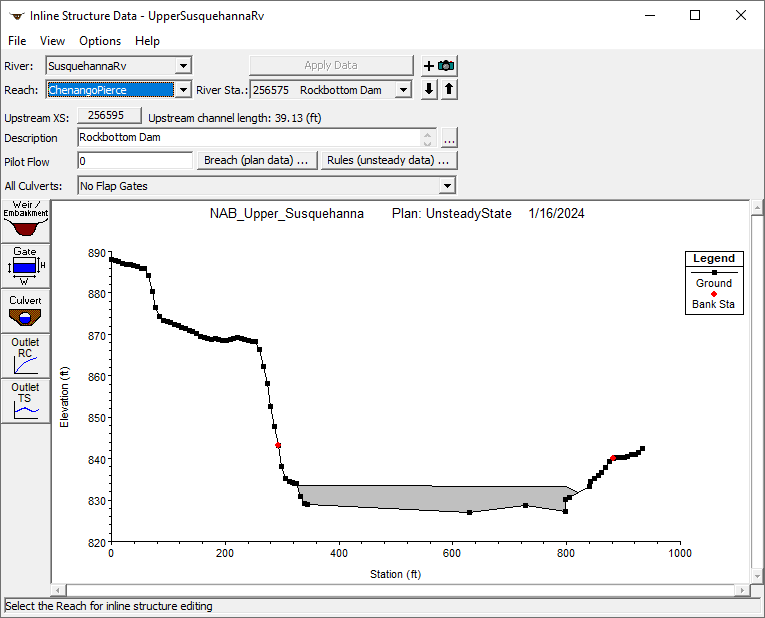 Inline Structure Data - UpperSusquehannaRv
File View Options Help
River: SusquehannaRv Apply Data
Reach: ChenangoPierce River Sta.: 256575 Rockbottom Dam
Upstream XS: 256595 Upstream channel length: 39.13 (ft)
Description Rockbottom Dam ...
Pilot Flow 0 Breach (plan data) ... Rules (unsteady data) ...
All Culverts: No Flap Gates
Weir /
Embankment
Gate
H
W
Culvert
Outlet
RC
Outlet
TS
NAB_Upper_Susquehanna Plan: UnsteadyState 1/16/2024
890
880
870
860
850
840
830
820
Elevation (ft)
0 200 400 600 800 1000
Station (ft)
Legend
Ground
Bank Sta
Select the Reach for inline structure editing